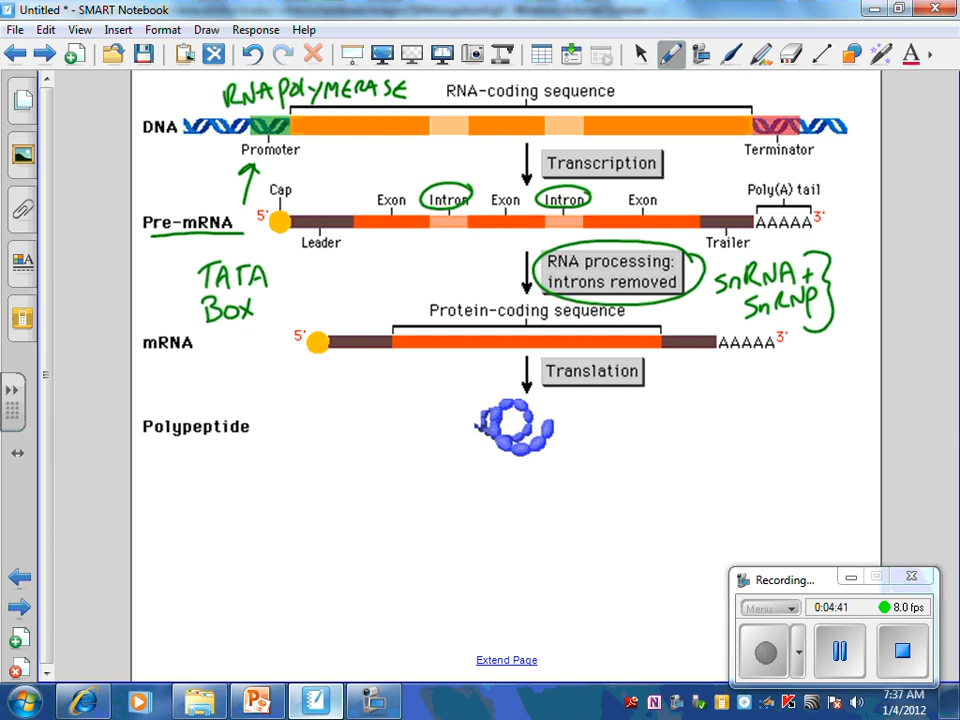 Untitled * - SMART Notebook
File Edit View Insert Format Draw Response Help
RNAPOLYMERASE
RNA-coding sequence
DNA
Promoter
Terminator
Transcription
Cap
Exon Intron Exon Intron Exon
Poly(A) tail
Pre-mRNA
5'
AAAAA
3'
Leader
Trailer
TATA
BOX
RNA processing:
introns removed
snRNA +
snRNP
Protein-coding sequence
mRNA
5'
AAAAA
3'
Translation
Polypeptide
Extend Page
Recording...
Menu
0:04:41
8.0 fps
7:37 AM
1/4/2012